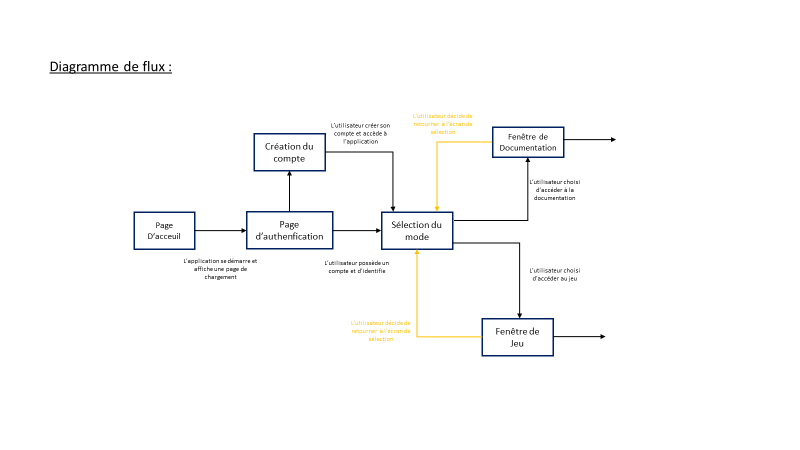 Diagramme de flux :
L'utilisateur créer son
compte et accède à
l'application
L'utilisateur décide de
retourner a l'écran de
sélection
Création du
compte
Fenêtre de
Documentation
L'utilisateur choisi
d'accéder à la
documentation
Page
D'acceuil
Page
d'authenfication
Sélection du
mode
L'application se démarre et
affiche une page de
chargement
L'utilisateur possède un
compte et d'identifie
L'utilisateur choisi
d'accéder au jeu
L'utilisateur décide de
retourner a l'écran de
sélection
Fenêtre de
Jeu